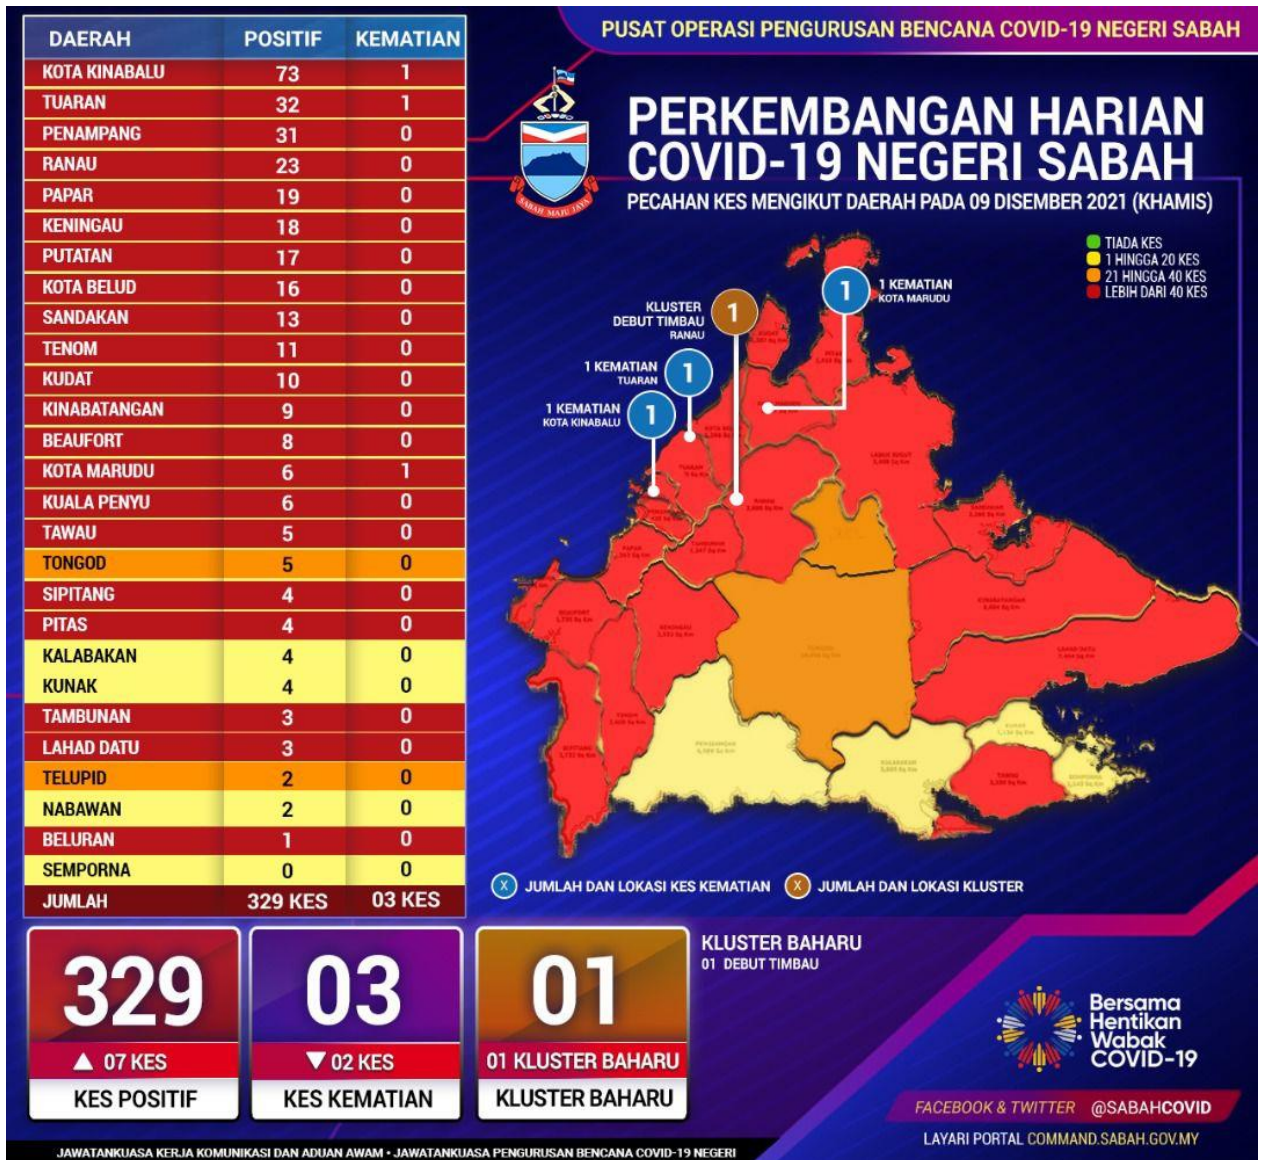 DAERAH POSITIF KEMATIAN
KOTA KINABALU 73 1
TUARAN 32 1
PENAMPANG 31 0
RANAU 23 0
PAPAR 19 0
KENINGAU 18 0
PUTATAN 17 0
KOTA BELUD 16 0
SANDAKAN 13 0
TENOM 11 0
KUDAT 10 0
KINABATANGAN 9 0
BEAUFORT 8 0
KOTA MARUDU 6 1
KUALA PENYU 6 0
TAWAU 5 0
TONGOD 5 0
SIPITANG 4 0
PITAS 4 0
KALABAKAN 4 0
KUNAK 4 0
TAMBUNAN 3 0
LAHAD DATU 3 0
TELUPID 2 0
NABAWAN 2 0
BELURAN 1 0
SEMPORNA 0 0
JUMLAH 329 KES 03 KES
PUSAT OPERASI PENGURUSAN BENCANA COVID-19 NEGERI SABAH
SABAH MAJU JAYA
PERKEMBANGAN HARIAN
COVID-19 NEGERI SABAH
PECAHAN KES MENGIKUT DAERAH PADA 09 DISEMBER 2021 (KHAMIS)
TIADA KES
1 HINGGA 20 KES
21 HINGGA 40 KES
LEBIH DARI 40 KES
1
1 KEMATIAN
KOTA MARUDU
KLUSTER
DEBUT TIMBAU
RANAU
1
1 KEMATIAN
TUARAN
1
1 KEMATIAN
KOTA KINABALU
1
X JUMLAH DAN LOKASI KES KEMATIAN
X JUMLAH DAN LOKASI KLUSTER
329
▲ 07 KES
KES POSITIF
03
▼ 02 KES
KES KEMATIAN
01
01 KLUSTER BAHARU
KLUSTER BAHARU
KLUSTER BAHARU
01 DEBUT TIMBAU
Bersama
Hentikan
Wabak
COVID-19
FACEBOOK & TWITTER @SABAHCOVID
LAYARI PORTAL COMMAND.SABAH.GOV.MY
JAWATANKUASA KERJA KOMUNIKASI DAN ADUAN AWAM • JAWATANKUASA PENGURUSAN BENCANA COVID-19 NEGERI